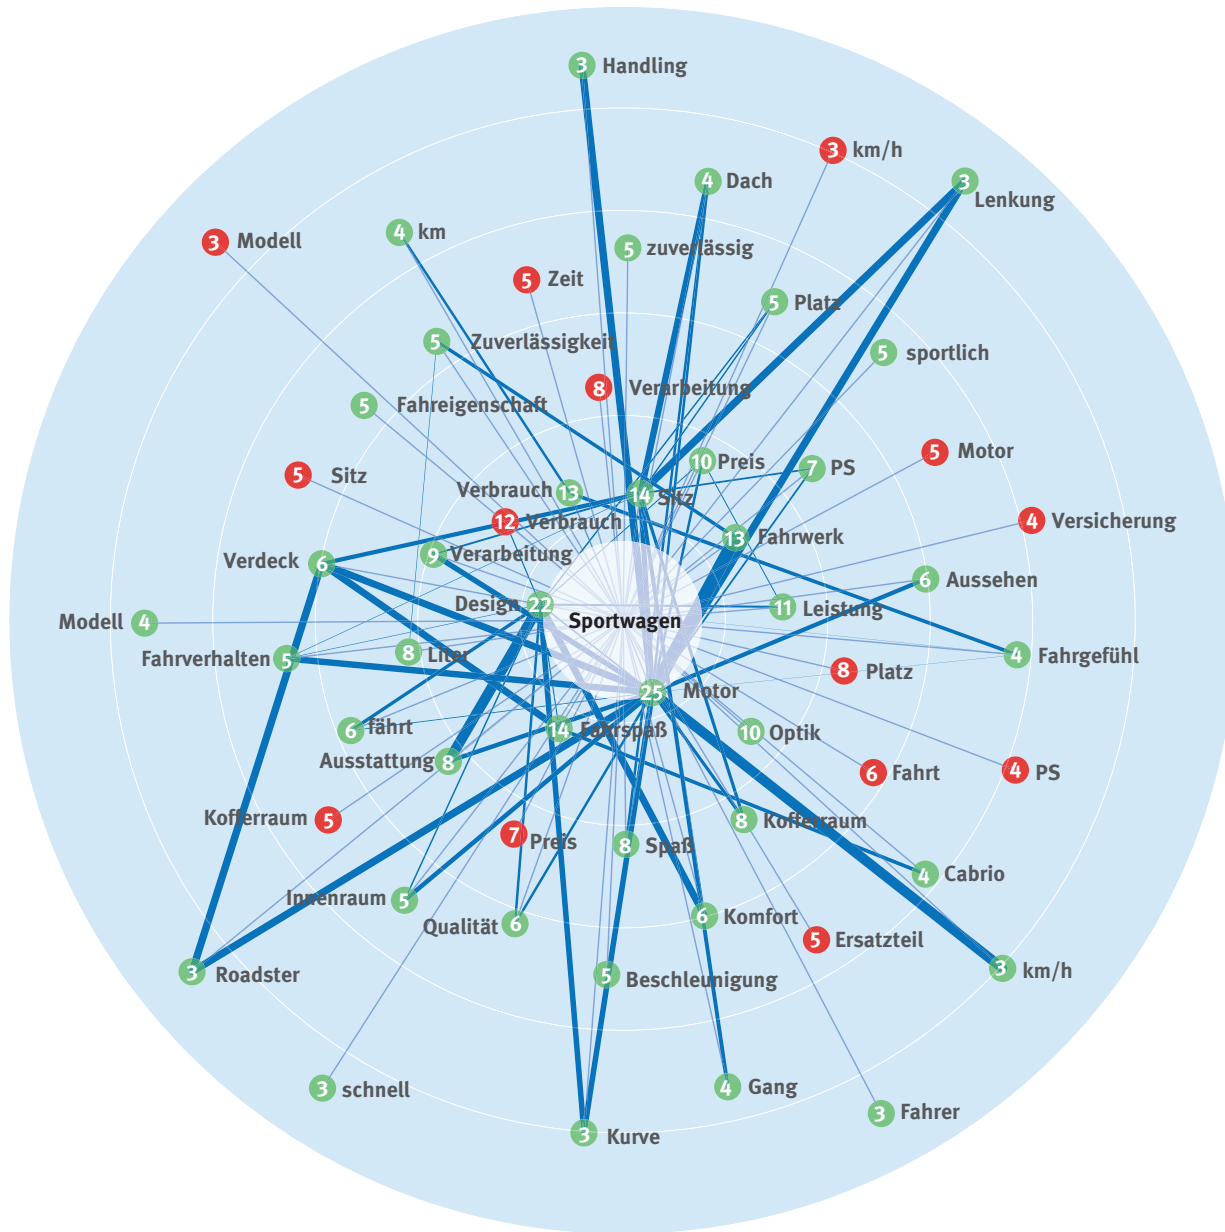 3 Handling
3 km/h
4 Dach
3 Lenkung
4 km
3 Modell
5 zuverlässig
5 Zeit
5 Platz
5 Zuverlässigkeit
5 sportlich
8 Verarbeitung
5 Fahreigenschaft
5 Motor
10 Preis
7 PS
5 Sitz
Verbrauch 13
14 Sitz
12 Verbrauch
4 Versicherung
13 Fahrwerk
9 Verarbeitung
Verdeck 6
6 Aussehen
Design 22
11 Leistung
Sportwagen
Modell 4
Fahrverhalten 5
8 Liter
4 Fahrgefühl
8 Platz
25 Motor
6 fährt
14 Fahrspaß
10 Optik
Ausstattung 8
6 Fahrt
4 PS
Kofferraum 5
8 Kofferraum
7 Preis
8 Spaß
4 Cabrio
Innenraum 5
Qualität 6
6 Komfort
5 Ersatzteil
3 Roadster
5 Beschleunigung
3 km/h
3 schnell
4 Gang
3 Fahrer
3 Kurve